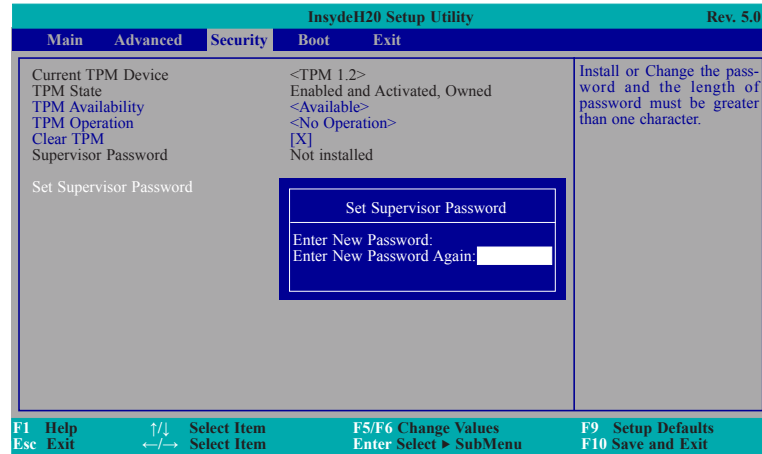 InsydeH20 Setup Utility Rev. 5.0
Main Advanced Security Boot Exit
Current TPM Device <TPM 1.2>
TPM State Enabled and Activated, Owned
TPM Availability <Available>
TPM Operation <No Operation>
Clear TPM [X]
Supervisor Password Not installed
Set Supervisor Password
Set Supervisor Password
Enter New Password:
Enter New Password Again:
Install or Change the pass-
word and the length of
password must be greater
than one character.
F1 Help ↑/↓ Select Item F5/F6 Change Values F9 Setup Defaults
Esc Exit ←/→ Select Item Enter Select ▶ SubMenu F10 Save and Exit